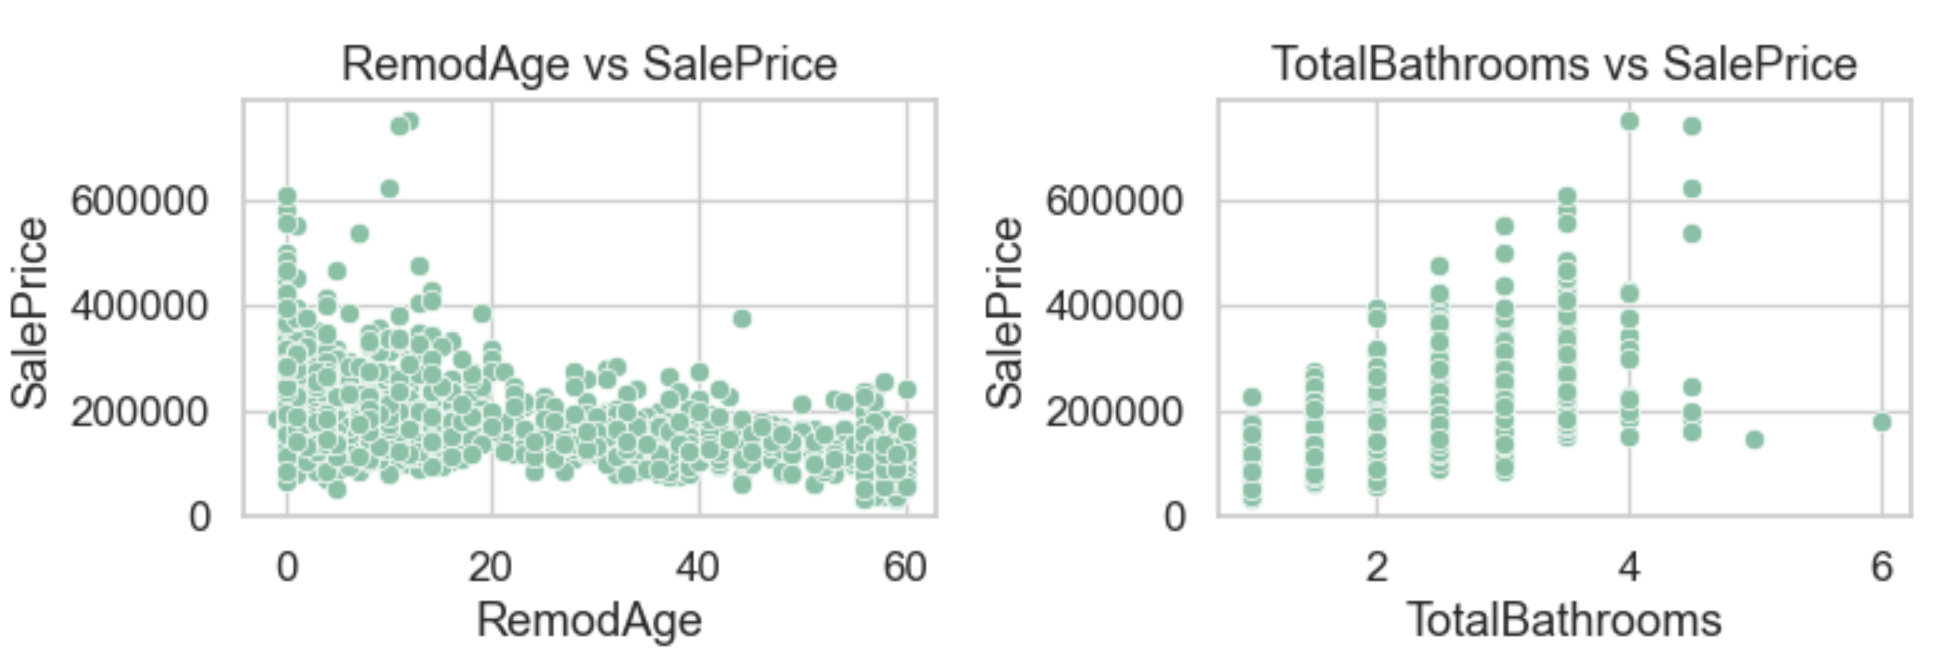 RemodAge vs SalePrice
SalePrice
600000
400000
200000
0
0 20 40 60
RemodAge
TotalBathrooms vs SalePrice
SalePrice
600000
400000
200000
0
2 4 6
TotalBathrooms